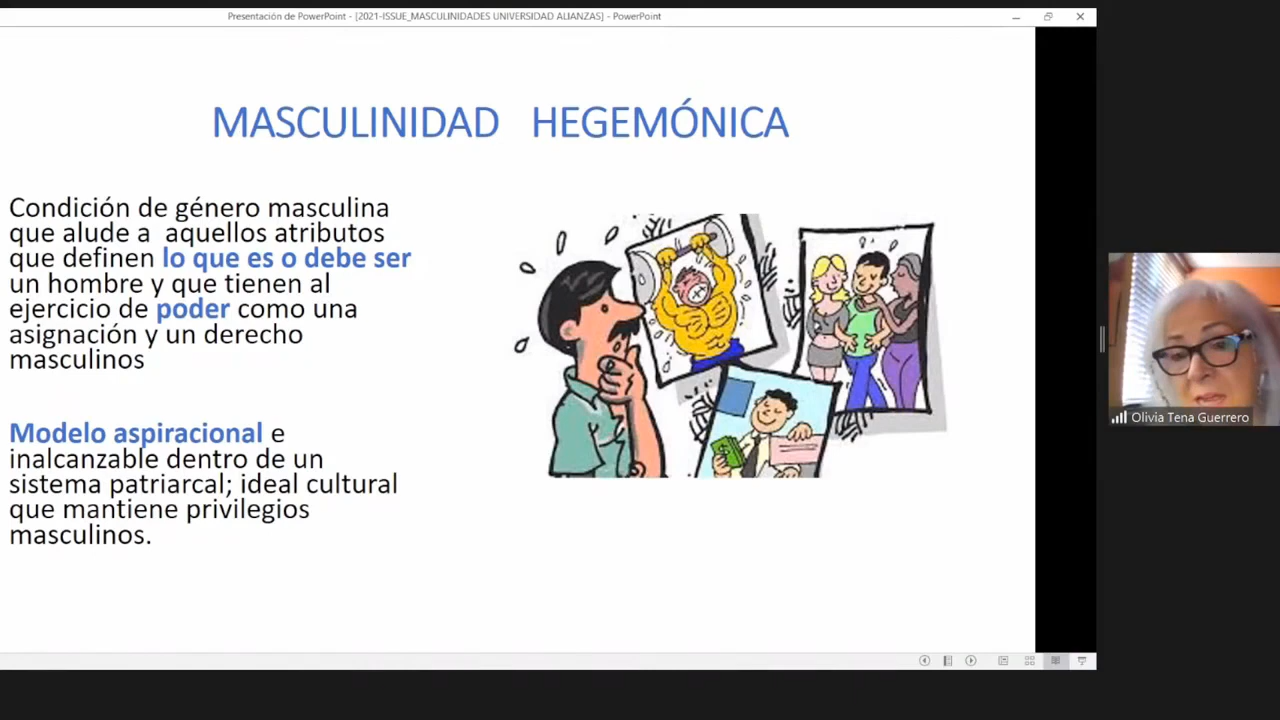 Presentación de PowerPoint - [2021-ISSUE_MASCULINIDADES UNIVERSIDAD ALIANZAS] - PowerPoint
MASCULINIDAD HEGEMÓNICA
Condición de género masculina
que alude a aquellos atributos
que definen lo que es o debe ser
un hombre y que tienen al
ejercicio de poder como una
asignación y un derecho
masculinos
Modelo aspiracional e
inalcanzable dentro de un
sistema patriarcal; ideal cultural
que mantiene privilegios
masculinos.
Olivia Tena Guerrero